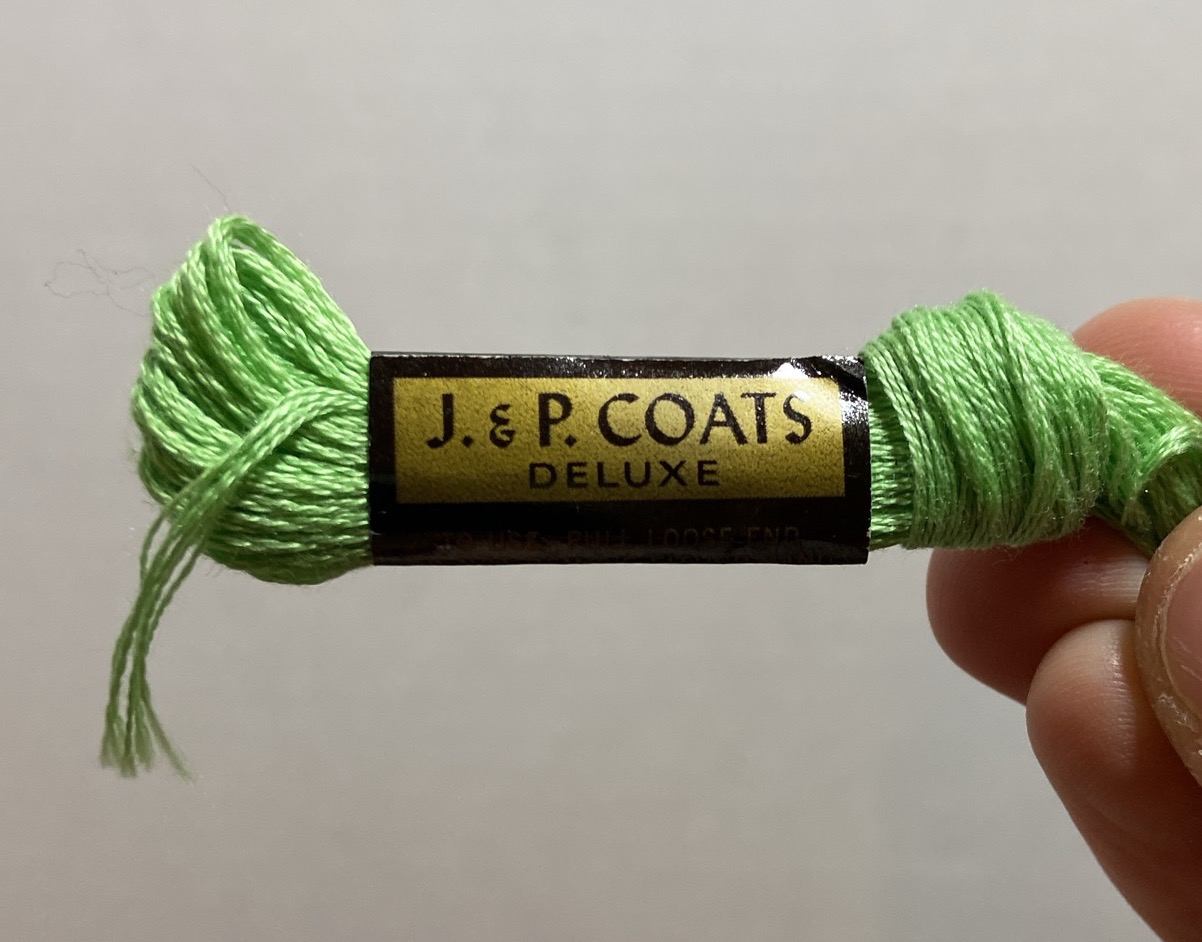 J. & P. COATS
DELUXE
TO USE PULL LOOSE END